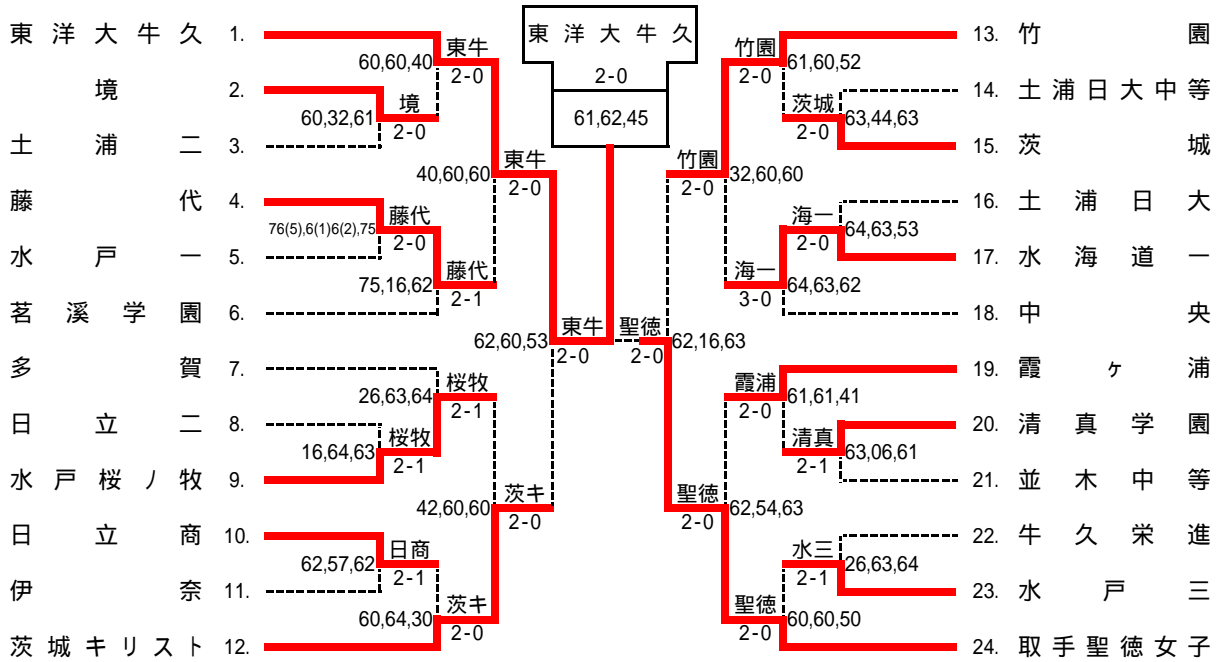 東洋大牛久 1.
境 2.
土浦二 3.
藤代 4.
水戸一 5.
茗溪学園 6.
多賀 7.
日立二 8.
水戸桜ノ牧 9.
日立商 10.
伊奈 11.
茨城キリスト 12.
東牛
60,60,40
2-0
境
60,32,61
2-0
藤代
76(5),6(1)6(2),75
2-0
藤代
75,16,62
2-1
桜牧
26,63,64
2-1
桜牧
16,64,63
2-1
日商
62,57,62
2-1
茨キ
60,64,30
2-0
東牛
40,60,60
2-0
茨キ
42,60,60
2-0
東牛
62,60,53
2-0
東洋大牛久
2-0
61,62,45
聖徳
62,16,63
2-0
竹園
32,60,60
2-0
聖徳
62,54,63
2-0
竹園
61,60,52
2-0
茨城
63,44,63
2-0
海一
64,63,53
2-0
海一
64,63,62
3-0
霞浦
61,61,41
2-0
清真
63,06,61
2-1
水三
26,63,64
2-1
聖徳
60,60,50
2-0
13. 竹園
14. 土浦日大中等
15. 茨城
16. 土浦日大
17. 水海道一
18. 中央
19. 霞ヶ浦
20. 清真学園
21. 並木中等
22. 牛久栄進
23. 水戸三
24. 取手聖徳女子